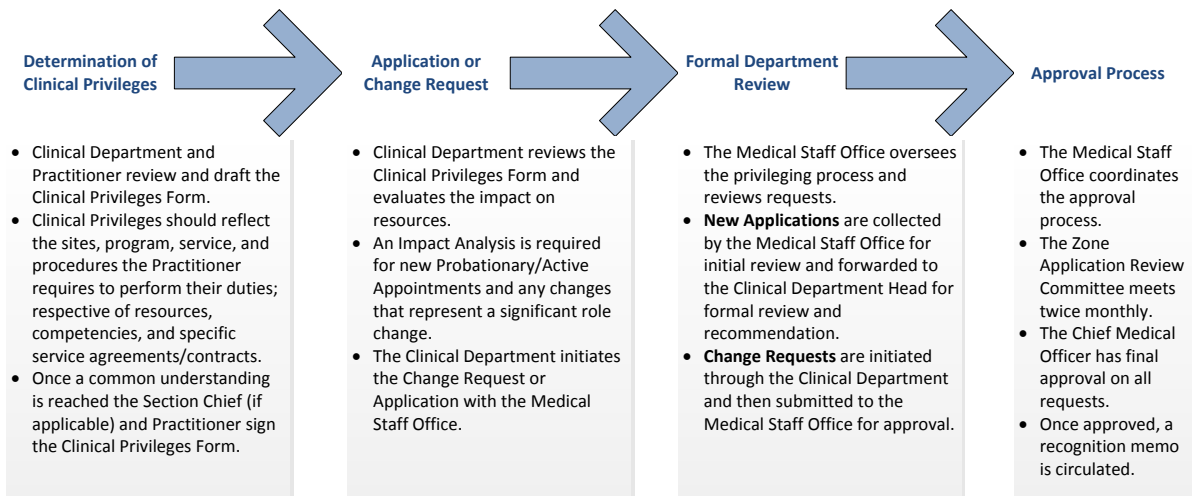 Determination of
Clinical Privileges
Application or
Change Request
Formal Department
Review
Approval Process
• Clinical Department and
Practitioner review and draft the
Clinical Privileges Form.
• Clinical Privileges should reflect
the sites, program, service, and
procedures the Practitioner
requires to perform their duties;
respective of resources,
competencies, and specific
service agreements/contracts.
• Once a common understanding
is reached the Section Chief (if
applicable) and Practitioner sign
the Clinical Privileges Form.
• Clinical Department reviews the
Clinical Privileges Form and
evaluates the impact on
resources.
• An Impact Analysis is required
for new Probationary/Active
Appointments and any changes
that represent a significant role
change.
• The Clinical Department initiates
the Change Request or
Application with the Medical
Staff Office.
• The Medical Staff Office oversees
the privileging process and
reviews requests.
• New Applications are collected
by the Medical Staff Office for
initial review and forwarded to
the Clinical Department Head for
formal review and
recommendation.
• Change Requests are initiated
through the Clinical Department
and then submitted to the
Medical Staff Office for approval.
• The Medical Staff
Office coordinates
the approval
process.
• The Zone
Application Review
Committee meets
twice monthly.
• The Chief Medical
Officer has final
approval on all
requests.
• Once approved, a
recognition memo
is circulated.